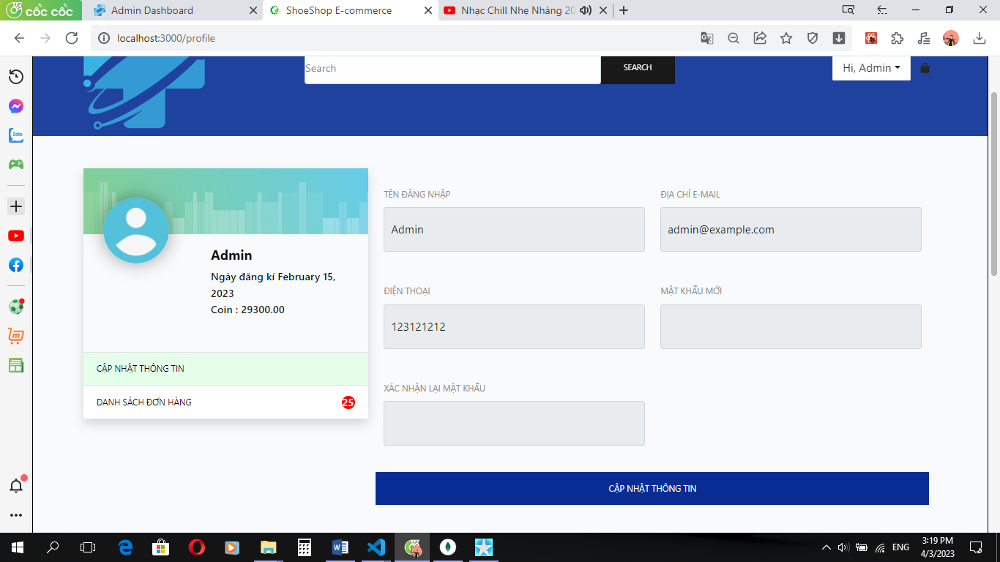 cốc cốc
Admin Dashboard
ShoeShop E-commerce
Nhạc Chill Nhẹ Nhàng 20
localhost:3000/profile
Search
SEARCH
Hi, Admin
Zalo
TÊN ĐĂNG NHẬP
ĐỊA CHỈ E-MAIL
Admin
admin@example.com
Admin
Ngày đăng kí February 15,
2023
Coin : 29300.00
ĐIỆN THOẠI
MẬT KHẨU MỚI
123121212
CẬP NHẬT THÔNG TIN
DANH SÁCH ĐƠN HÀNG
25
XÁC NHẬN LẠI MẬT KHẨU
CẬP NHẬT THÔNG TIN
ENG
3:19 PM
4/3/2023